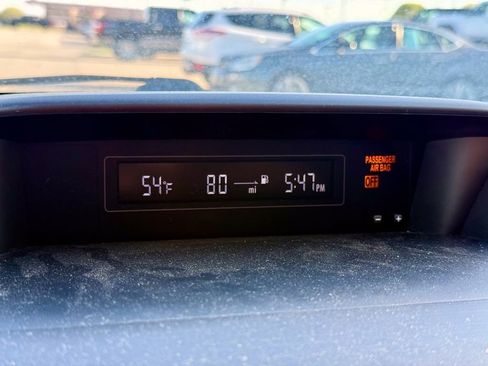 54°F 80 mi 5:47PM
PASSENGER
AIR BAG
OFF
- +